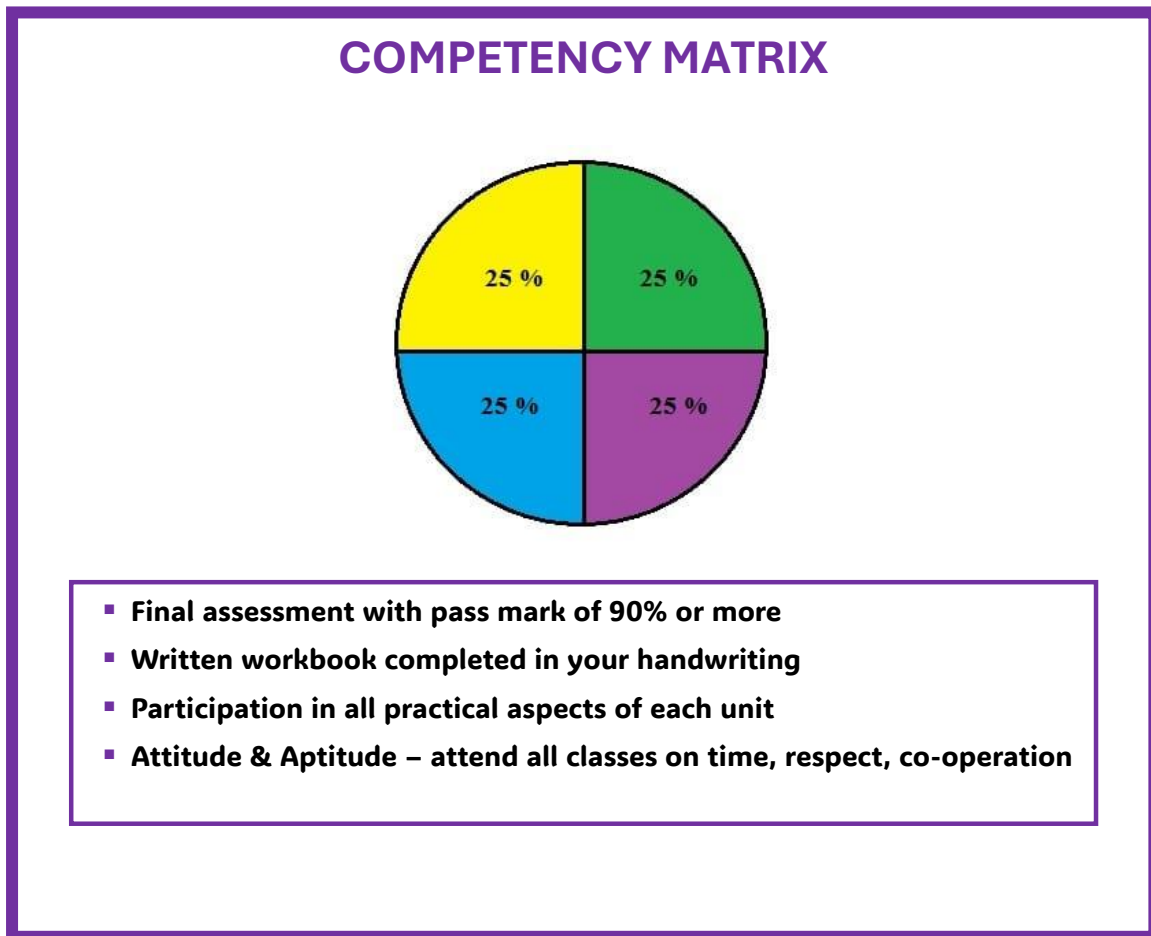 COMPETENCY MATRIX
25 %
25 %
25 %
25 %
▪ Final assessment with pass mark of 90% or more
▪ Written workbook completed in your handwriting
▪ Participation in all practical aspects of each unit
▪ Attitude & Aptitude – attend all classes on time, respect, co-operation